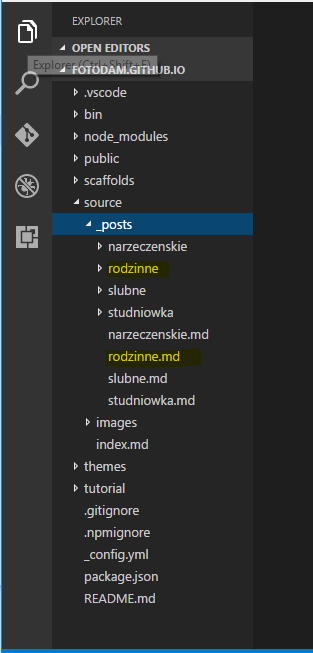 EXPLORER
OPEN EDITORS
Explorer (Ctrl+Shift+E)
FOTODAM.GITHUB.IO
.vscode
bin
node_modules
public
scaffolds
source
_posts
narzeczenskie
rodzinne
slubne
studniowka
narzeczenskie.md
rodzinne.md
slubne.md
studniowka.md
images
index.md
themes
tutorial
.gitignore
.npmignore
_config.yml
package.json
README.md